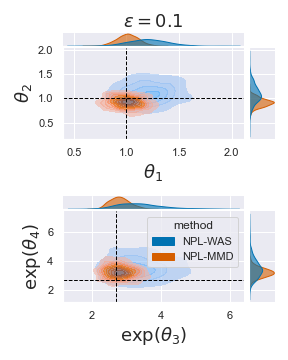 ε = 0.1
2.0
1.5
1.0
0.5
θ₂
0.5 1.0 1.5 2.0
θ₁
method
NPL-WAS
NPL-MMD
6
4
2
exp(θ₄)
2 4 6
exp(θ₃)